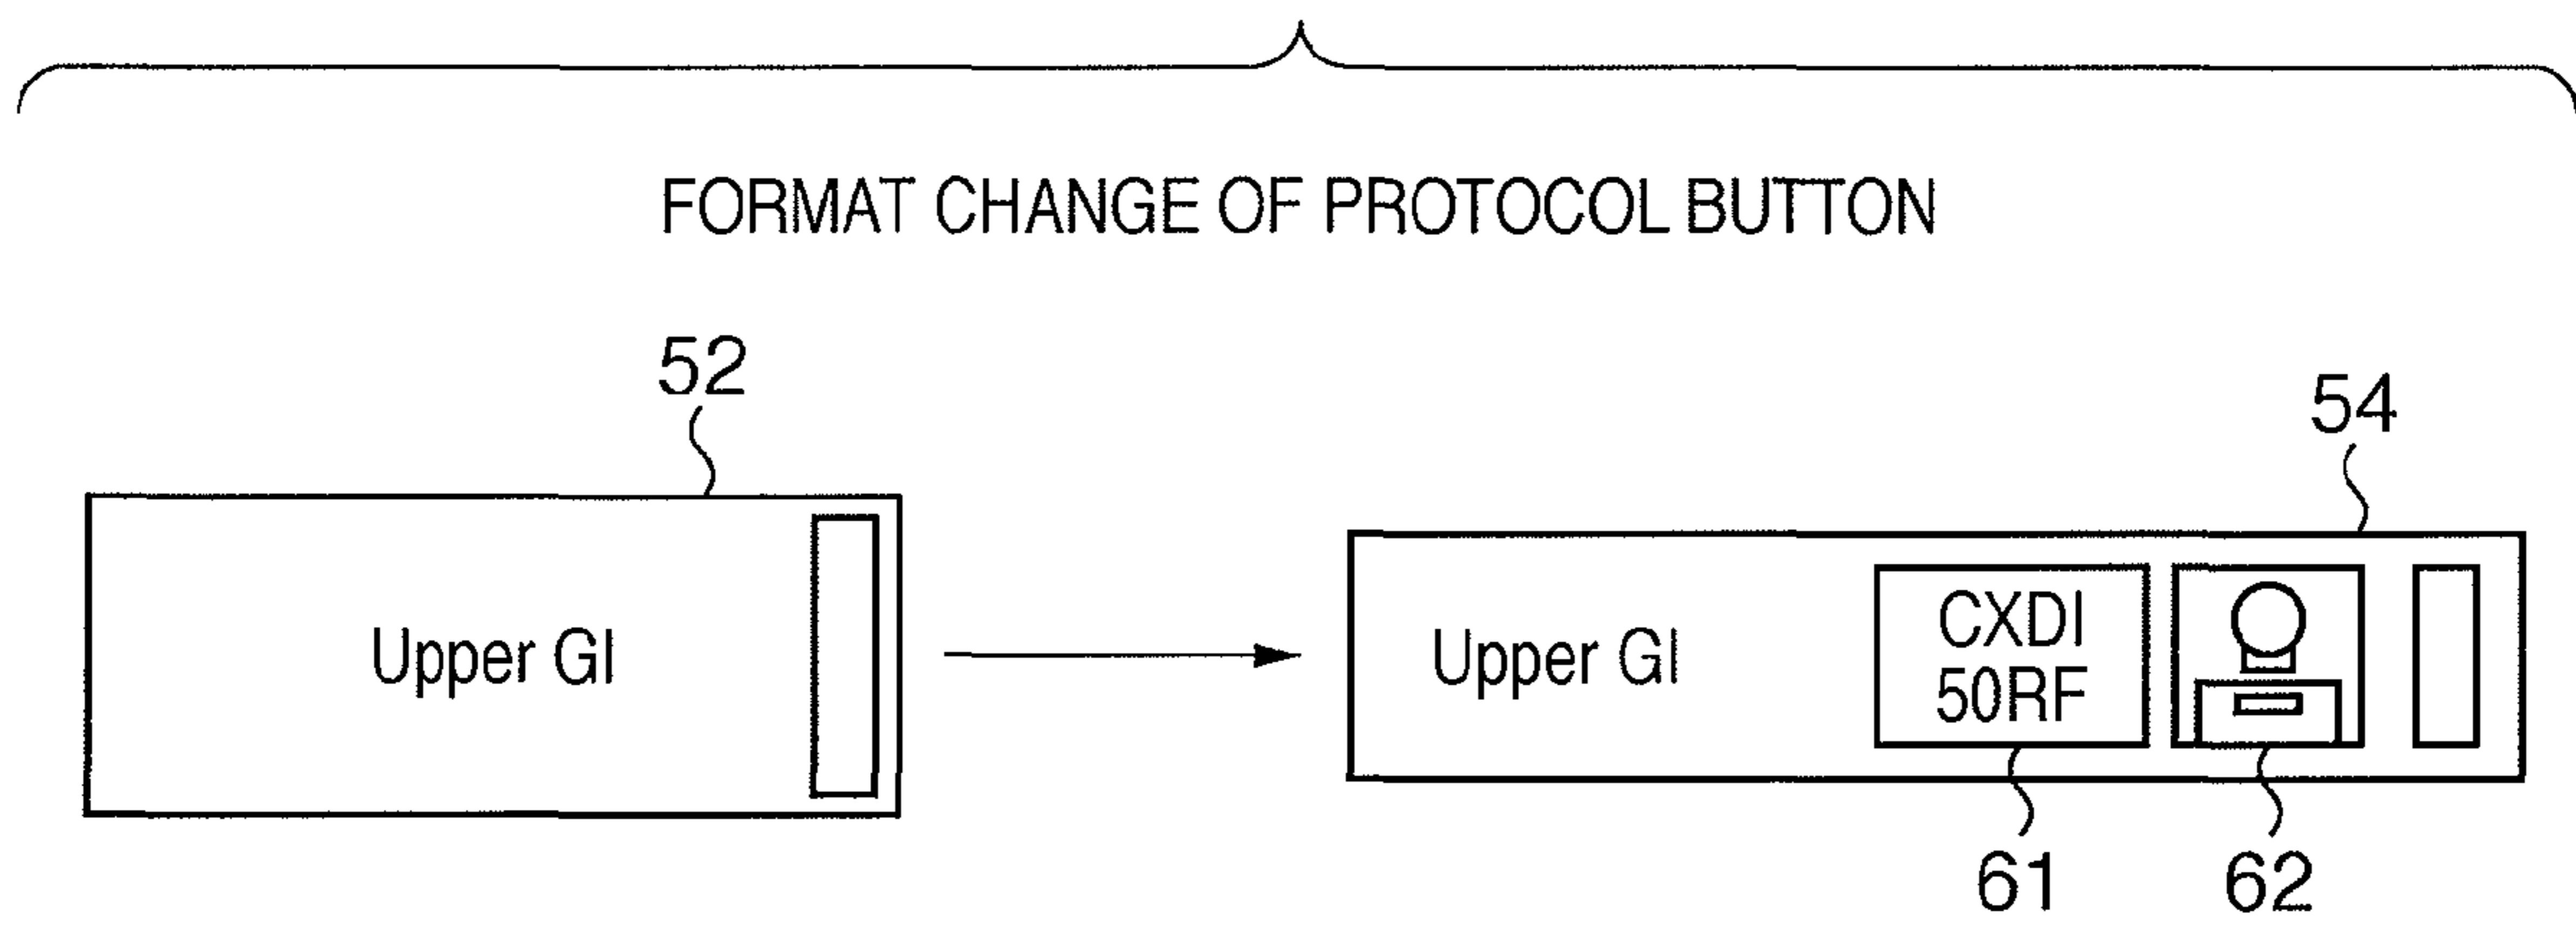 FORMAT CHANGE OF PROTOCOL BUTTON
52
54
Upper GI
Upper GI
CXDI
50RF
61
62